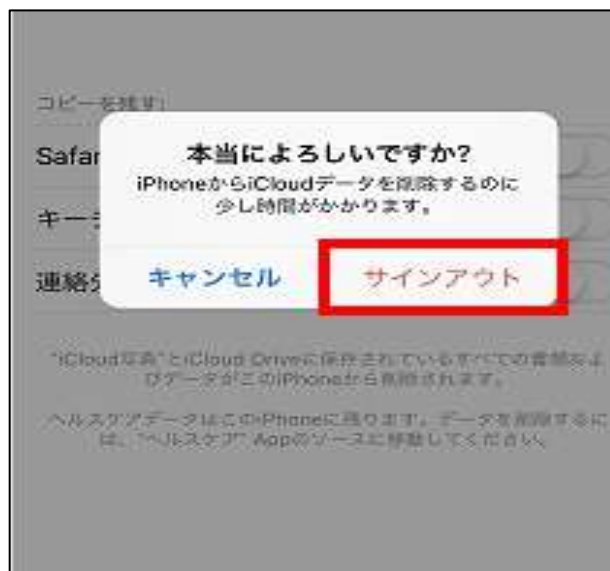 コピーを残す:
Safar
本当によろしいですか?
iPhoneからiCloudデータを削除するのに
少し時間がかかります。
キー
連絡
キャンセル
サインアウト
"iCloud写真"とiCloud Driveに保存されているすべての書類およ
びデータがこのiPhoneから削除されます。
ヘルスケアデータはこのiPhoneに残ります。データを削除するに
は、"ヘルスケア" Appのソースに移動してください。